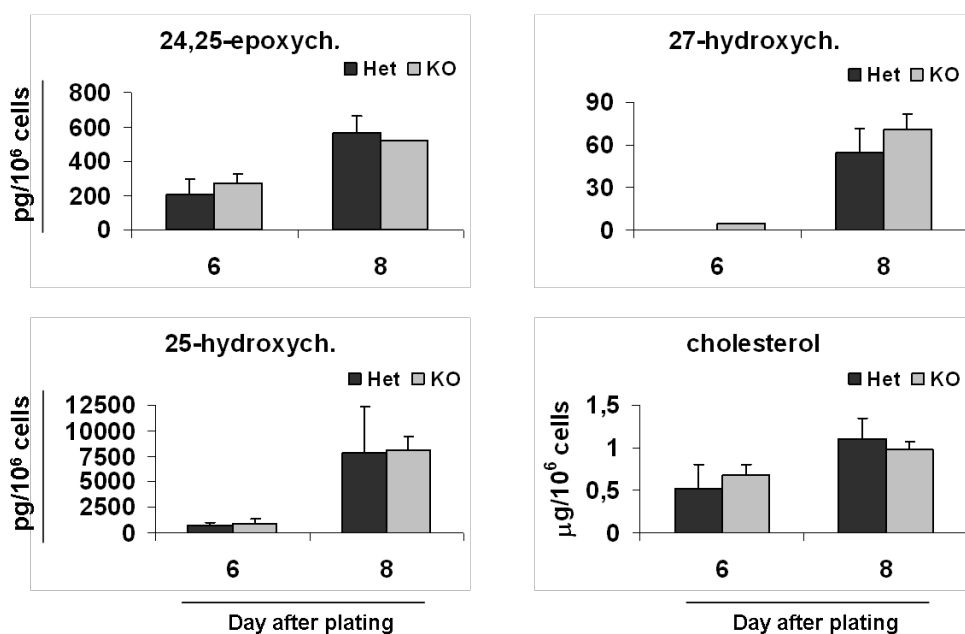 24,25-epoxych.
Het KO
800
600
400
200
0
pg/10⁶ cells
6 8
27-hydroxych.
Het KO
90
60
30
0
6 8
25-hydroxych.
Het KO
12500
10000
7500
5000
2500
0
pg/10⁶ cells
6 8
Day after plating
cholesterol
Het KO
1,5
1
0,5
0
µg/10⁶ cells
6 8
Day after plating